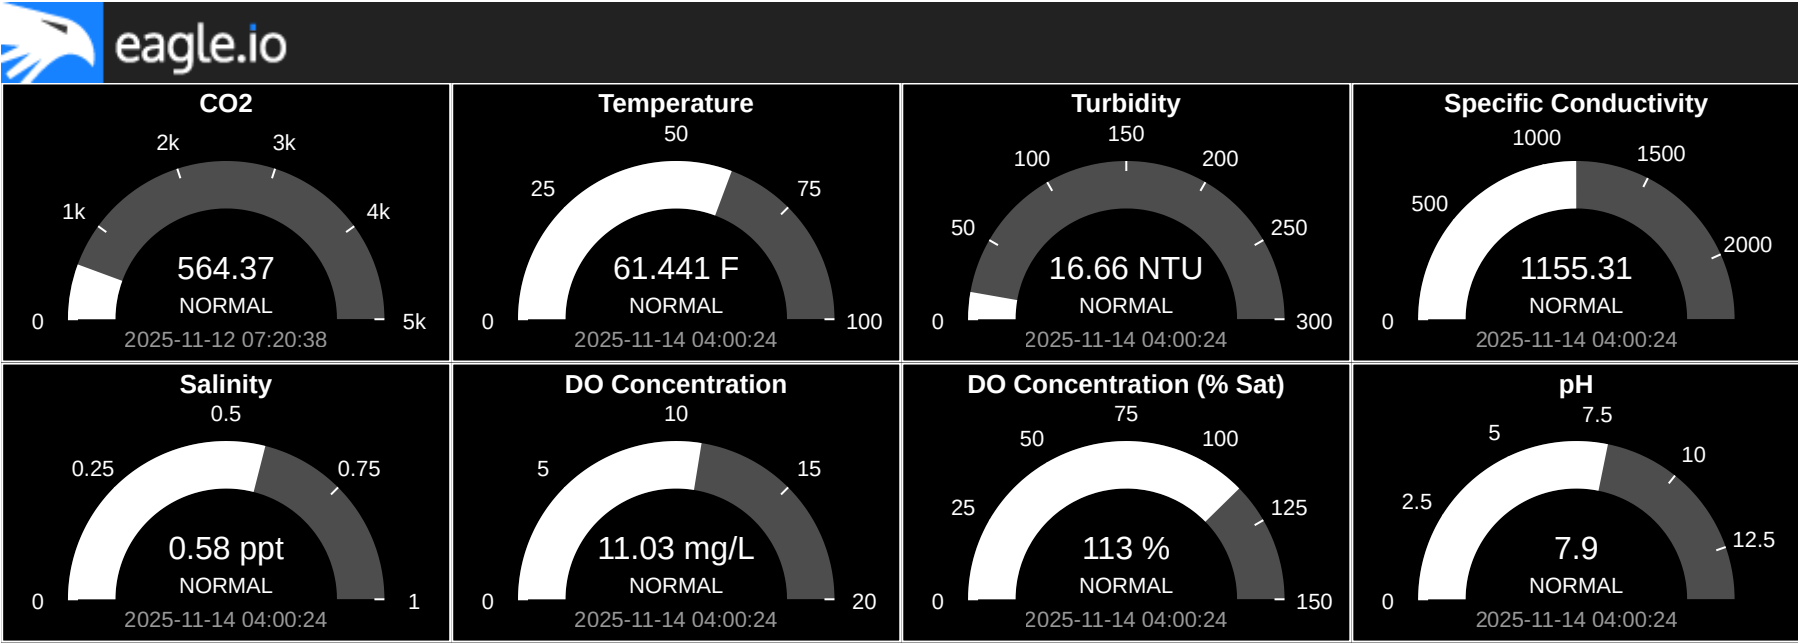 eagle.io
CO2
2k 3k
1k 4k
564.37
NORMAL
0 5k
2025-11-12 07:20:38
Temperature
50
25 75
61.441 F
NORMAL
0 100
2025-11-14 04:00:24
Turbidity
150
100 200
50 250
16.66 NTU
NORMAL
0 300
2025-11-14 04:00:24
Specific Conductivity
1000
1500
500
2000
1155.31
NORMAL
0
2025-11-14 04:00:24
Salinity
0.5
0.25 0.75
0.58 ppt
NORMAL
0 1
2025-11-14 04:00:24
DO Concentration
10
5 15
11.03 mg/L
NORMAL
0 20
2025-11-14 04:00:24
DO Concentration (% Sat)
75
50 100
25 125
113 %
NORMAL
0 150
2025-11-14 04:00:24
pH
7.5
5
10
2.5
12.5
7.9
NORMAL
0
2025-11-14 04:00:24